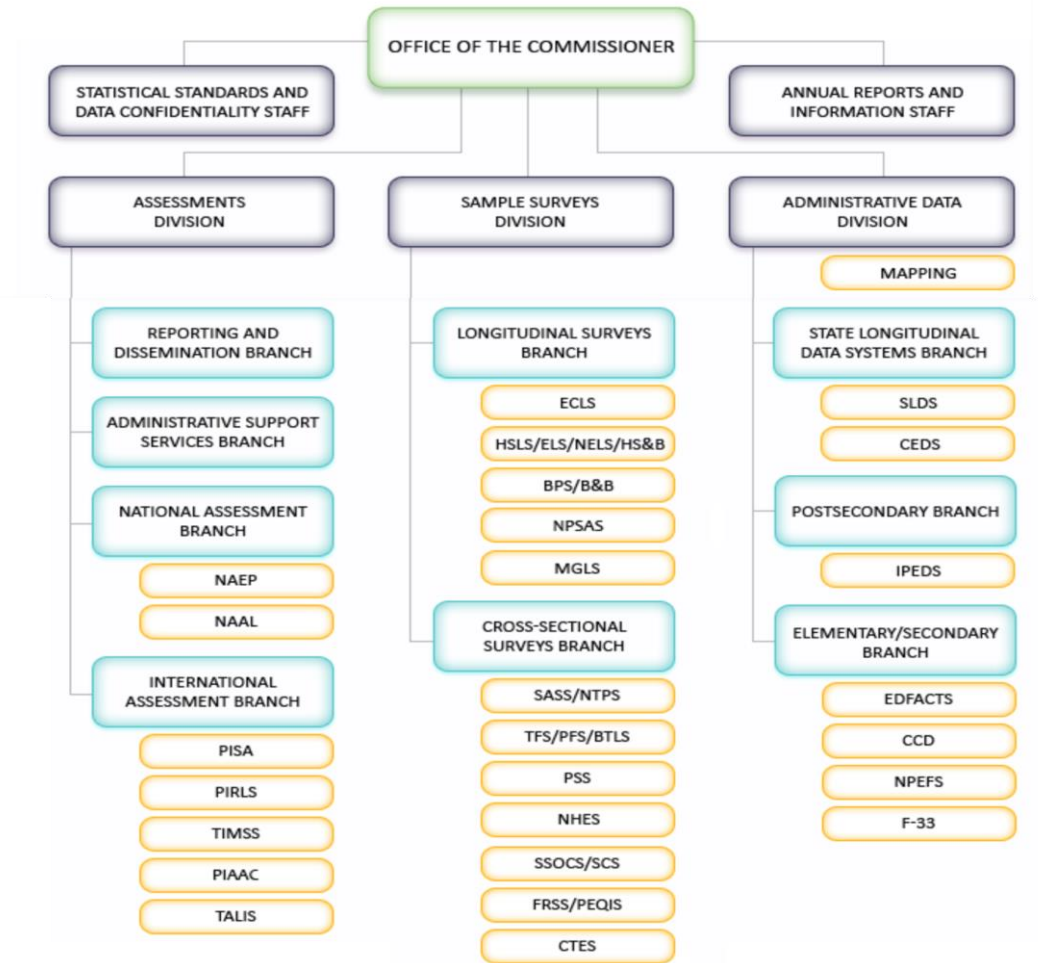 OFFICE OF THE COMMISSIONER
STATISTICAL STANDARDS AND
DATA CONFIDENTIALITY STAFF
ANNUAL REPORTS AND
INFORMATION STAFF
ASSESSMENTS
DIVISION
REPORTING AND
DISSEMINATION BRANCH
ADMINISTRATIVE SUPPORT
SERVICES BRANCH
NATIONAL ASSESSMENT
BRANCH
NAEP
NAAL
INTERNATIONAL
ASSESSMENT BRANCH
PISA
PIRLS
TIMSS
PIAAC
TALIS
SAMPLE SURVEYS
DIVISION
LONGITUDINAL SURVEYS
BRANCH
ECLS
HSLS/ELS/NELS/HS&B
BPS/B&B
NPSAS
MGLS
CROSS-SECTIONAL
SURVEYS BRANCH
SASS/NTPS
TFS/PFS/BTLS
PSS
NHES
SSOCS/SCS
FRSS/PEQIS
CTES
ADMINISTRATIVE DATA
DIVISION
MAPPING
STATE LONGITUDINAL
DATA SYSTEMS BRANCH
SLDS
CEDS
POSTSECONDARY BRANCH
IPEDS
ELEMENTARY/SECONDARY
BRANCH
EDFACTS
CCD
NPEFS
F-33